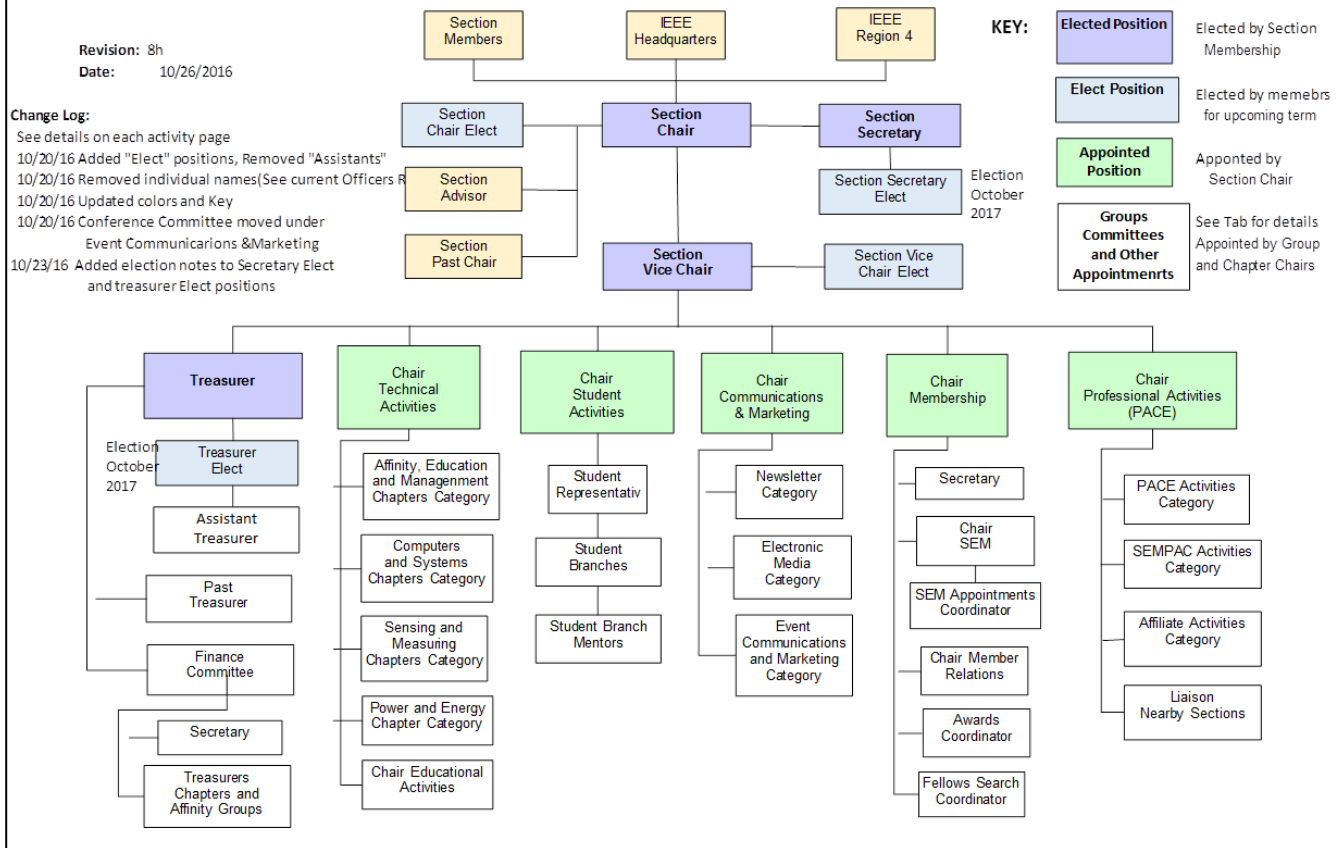 Section
Members
IEEE
Headquarters
IEEE
Region 4
KEY:
Elected Position
Elected by Section
Membership
Revision: 8h
Date: 10/26/2016
Elect Position
Elected by memebrs
for upcoming term
Change Log:
See details on each activity page
10/20/16 Added "Elect" positions, Removed "Assistants"
10/20/16 Removed individual names(See current Officers R
10/20/16 Updated colors and Key
10/20/16 Conference Committee moved under
Event Communicarions &Marketing
10/23/16 Added election notes to Secretary Elect
and treasurer Elect positions
Section
Chair Elect
Section
Chair
Section
Secretary
Section
Advisor
Section Secretary
Elect
Election
October
2017
Appointed
Position
Apponted by
Section Chair
Section
Past Chair
Section
Vice Chair
Section Vice
Chair Elect
Groups
Committees
and Other
Appointmenrts
See Tab for details
Appointed by Group
and Chapter Chairs
Treasurer
Election
October
2017
Treasurer
Elect
Assistant
Treasurer
Past
Treasurer
Finance
Committee
Secretary
Treasurers
Chapters and
Affinity Groups
Chair
Technical
Activities
Affinity, Education
and Managenment
Chapters Category
Computers
and Systems
Chapters Category
Sensing and
Measuring
Chapters Category
Power and Energy
Chapter Category
Chair Educational
Activities
Chair
Student
Activities
Student
Representativ
Student
Branches
Student Branch
Mentors
Chair
Communications
& Marketing
Newsletter
Category
Electronic
Media
Category
Event
Communications
and Marketing
Category
Chair
Membership
Secretary
Chair
SEM
SEM Appointments
Coordinator
Chair Member
Relations
Awards
Coordinator
Fellows Search
Coordinator
Chair
Professional Activities
(PACE)
PACE Activities
Category
SEMPAC Activities
Category
Affiliate Activities
Category
Liaison
Nearby Sections